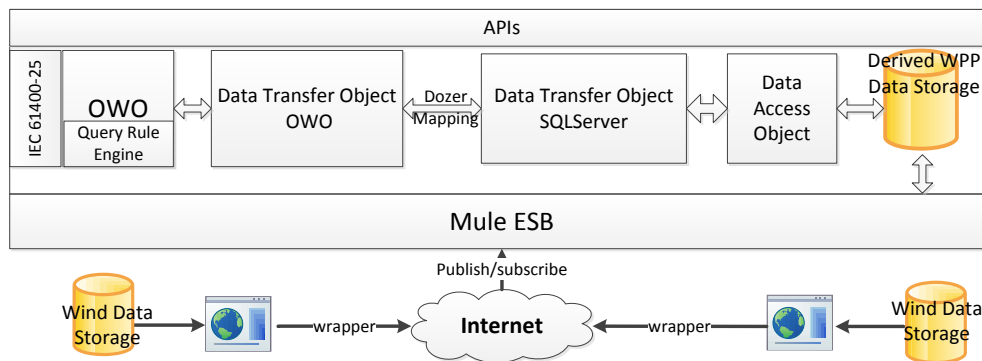 APIs
IEC 61400-25
OWO
Query Rule
Engine
Data Transfer Object
OWO
Dozer
Mapping
Data Transfer Object
SQLServer
Data
Access
Object
Derived WPP
Data Storage
Mule ESB
Publish/subscribe
Wind Data
Storage
wrapper
Internet
wrapper
Wind Data
Storage